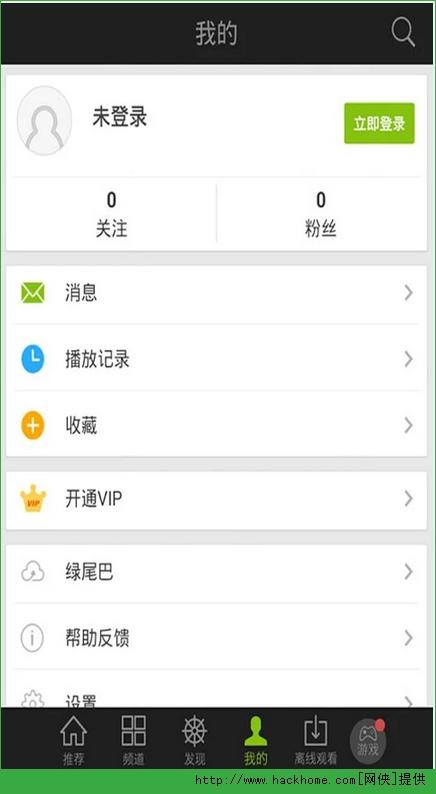 我的
未登录
立即登录
0
关注
0
粉丝
消息
播放记录
收藏
VIP
开通VIP
绿尾巴
帮助反馈
设置
推荐
频道
发现
我的
离线观看
游戏
http://www.hackhome.com[网侠]提供